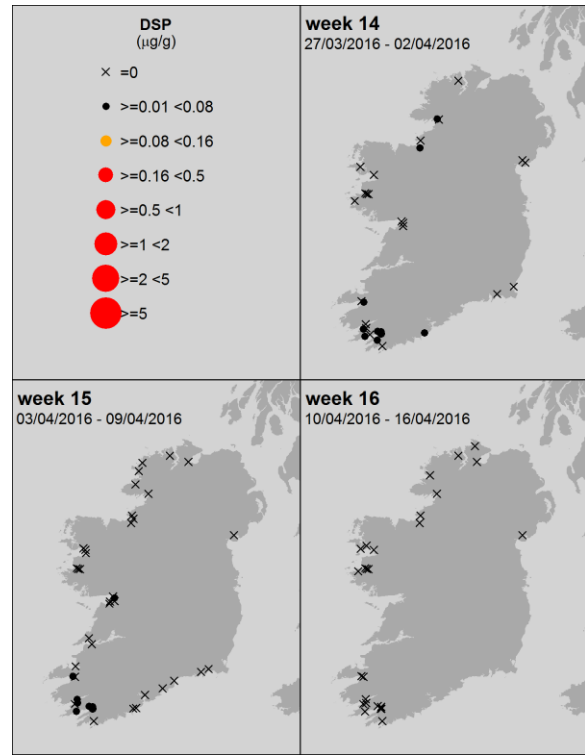 DSP
(µg/g)
=0
>=0.01 <0.08
>=0.08 <0.16
>=0.16 <0.5
>=0.5 <1
>=1 <2
>=2 <5
>=5
week 14
27/03/2016 - 02/04/2016
week 15
03/04/2016 - 09/04/2016
week 16
10/04/2016 - 16/04/2016